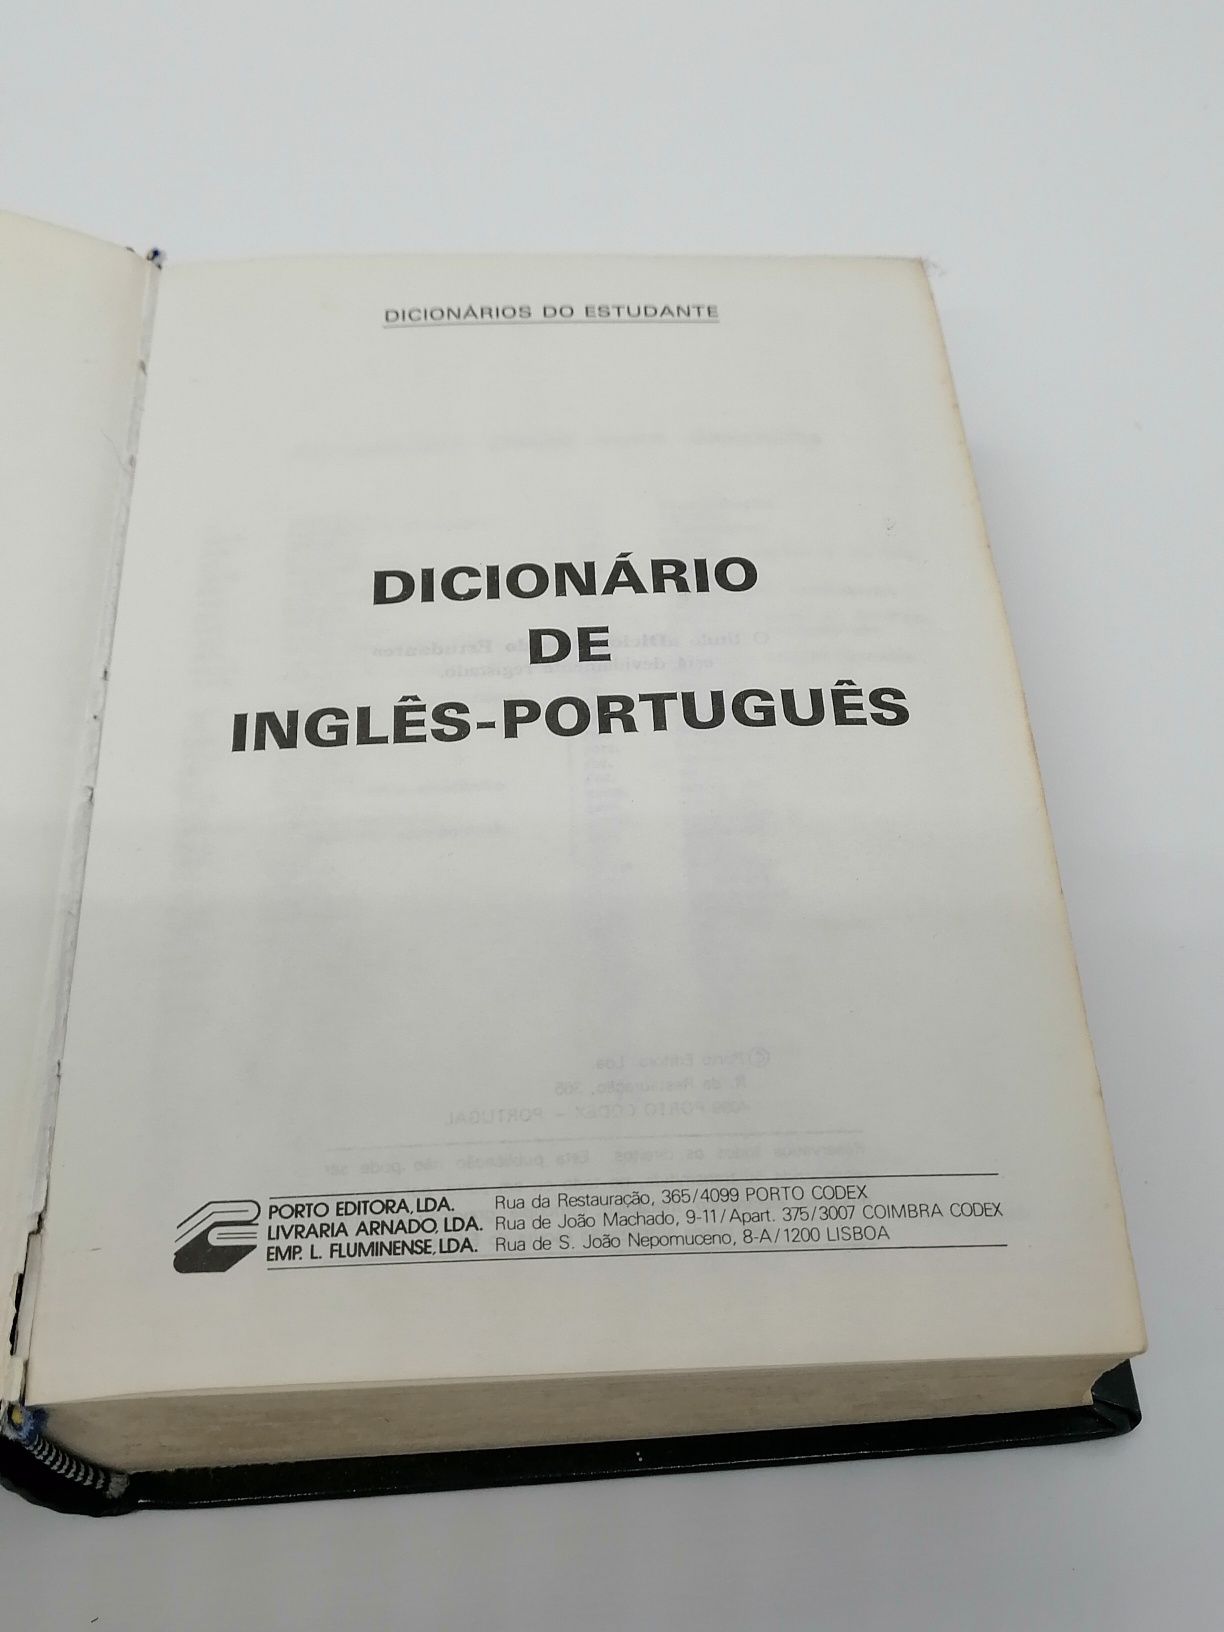 DICIONÁRIOS DO ESTUDANTE
DICIONÁRIO
DE
INGLÊS-PORTUGUÊS
PORTO EDITORA, LDA. Rua da Restauração, 365/4099 PORTO CODEX
LIVRARIA ARNADO, LDA. Rua de João Machado, 9-11/Apart. 375/3007 COIMBRA CODEX
EMP. L. FLUMINENSE, LDA. Rua de S. João Nepomuceno, 8-A/1200 LISBOA